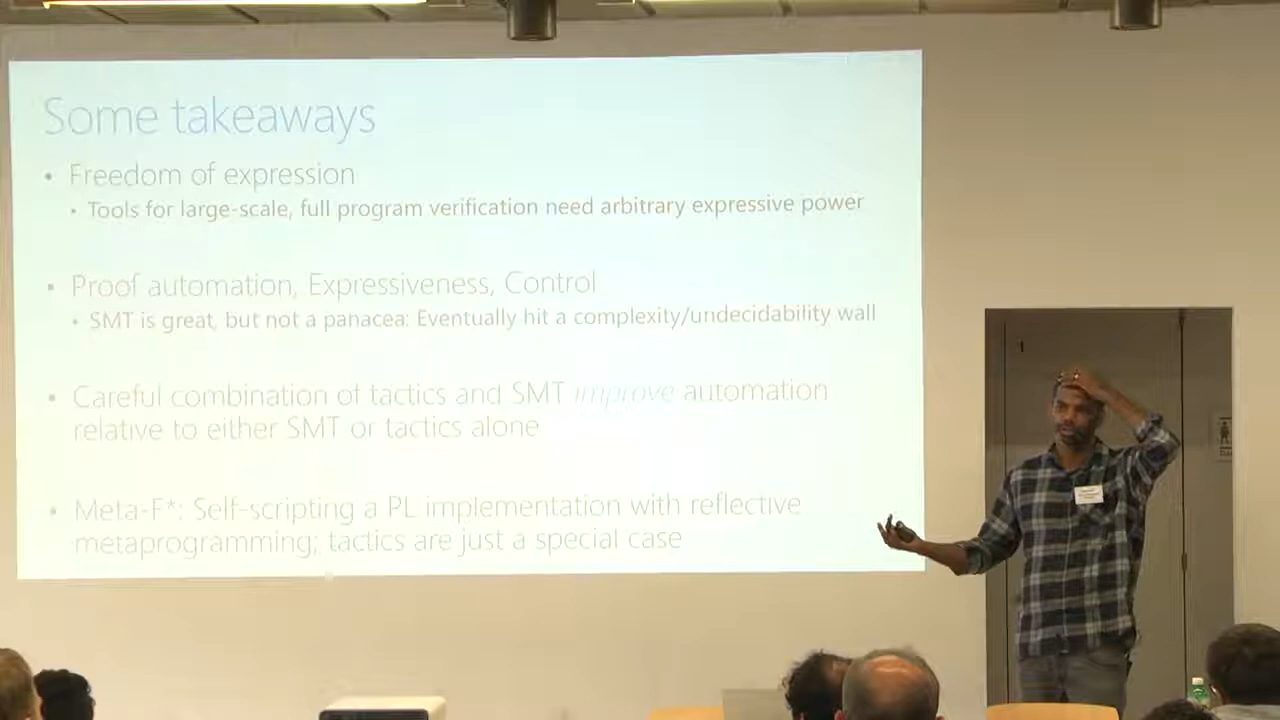 Some takeaways
• Freedom of expression
• Tools for large-scale, full program verification need arbitrary expressive power
• Proof automation, Expressiveness, Control
• SMT is great, but not a panacea: Eventually hit a complexity/undecidability wall
• Careful combination of tactics and SMT improve automation
relative to either SMT or tactics alone
• Meta-F*: Self-scripting a PL implementation with reflective
metaprogramming; tactics are just a special case
1